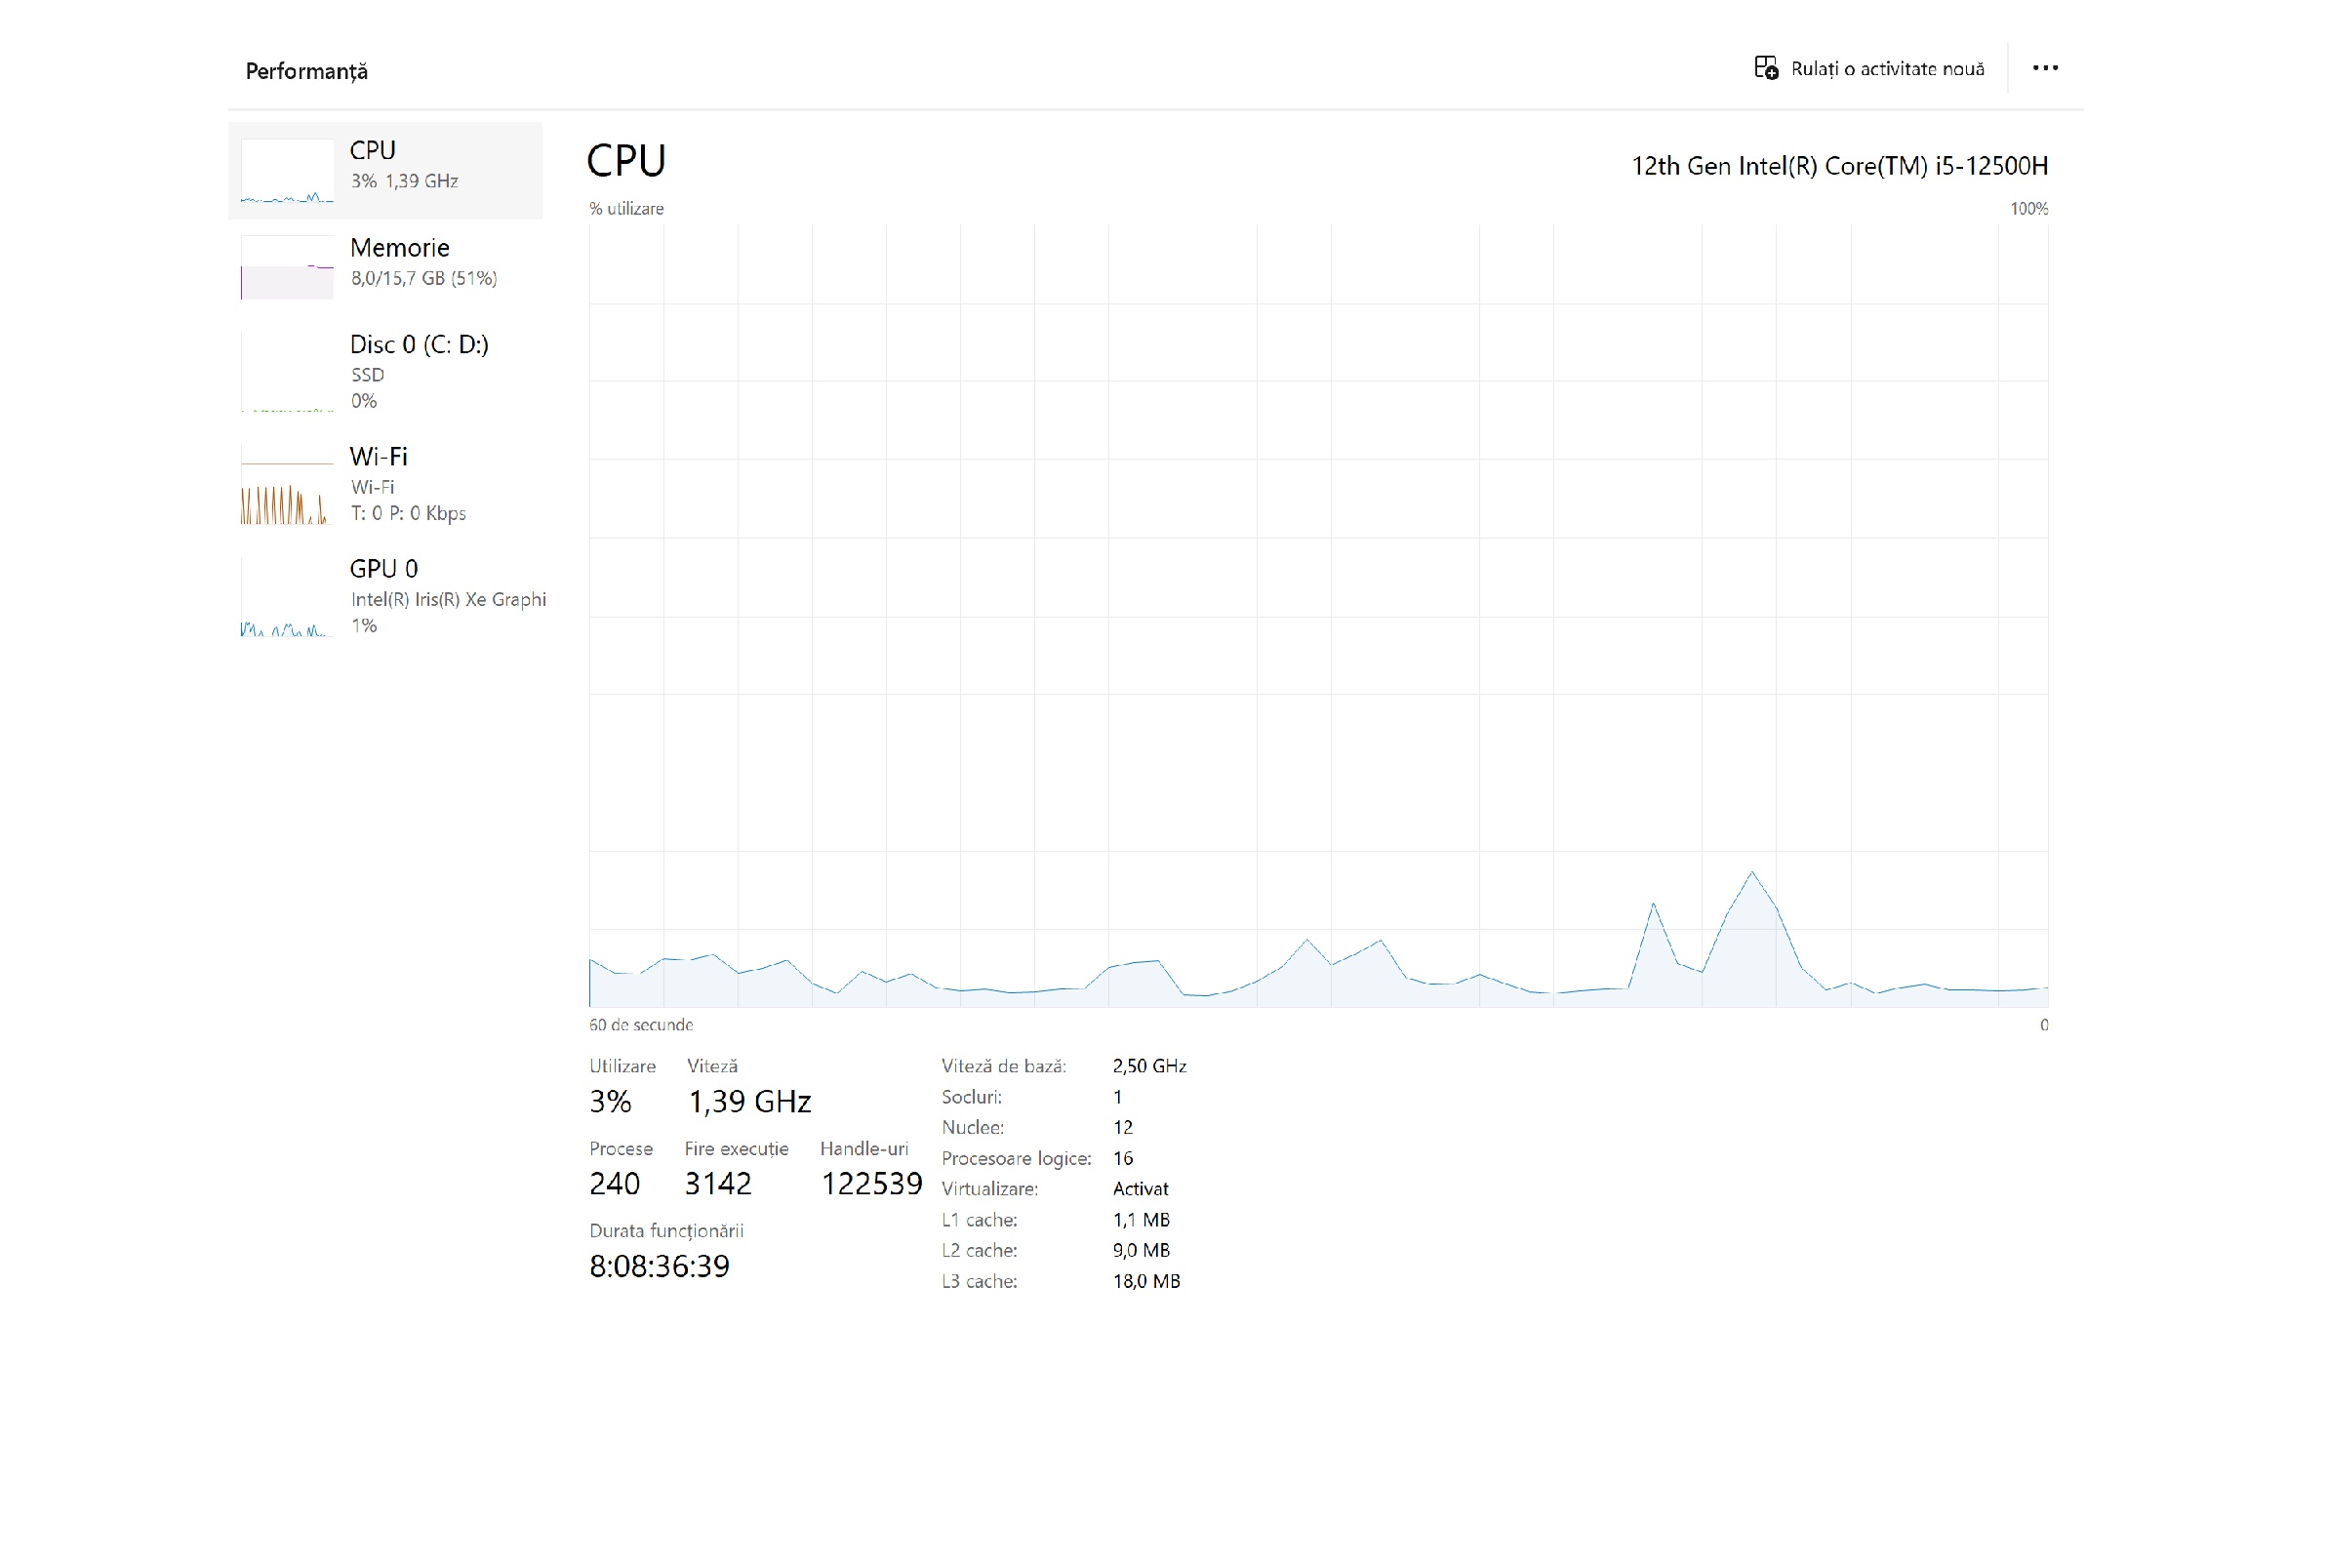 Performanță
Rulați o activitate nouă
CPU
3% 1,39 GHz
Memorie
8,0/15,7 GB (51%)
Disc 0 (C: D:)
SSD
0%
Wi-Fi
Wi-Fi
T: 0 P: 0 Kbps
GPU 0
Intel(R) Iris(R) Xe Graphi
1%
CPU
12th Gen Intel(R) Core(TM) i5-12500H
% utilizare
100%
60 de secunde
0
Utilizare
Viteză
3%
1,39 GHz
Procese
Fire execuție
Handle-uri
240
3142
122539
Durata funcționării
8:08:36:39
Viteză de bază: 2,50 GHz
Socluri: 1
Nuclee: 12
Procesoare logice: 16
Virtualizare: Activat
L1 cache: 1,1 MB
L2 cache: 9,0 MB
L3 cache: 18,0 MB